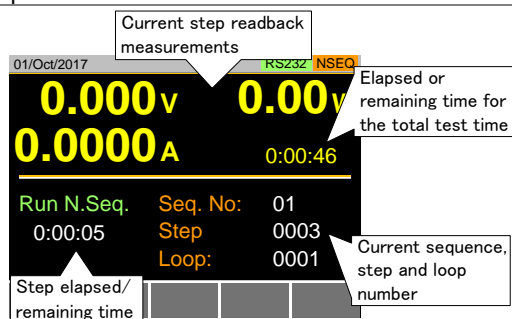 Current step readback
measurements
01/Oct/2017
RS232 NSEQ
0.000V 0.00W
0.0000A 0:00:46
Elapsed or
remaining time for
the total test time
Run N.Seq. Seq. No: 01
0:00:05 Step 0003
Loop: 0001
Current sequence,
step and loop
number
Step elapsed/
remaining time